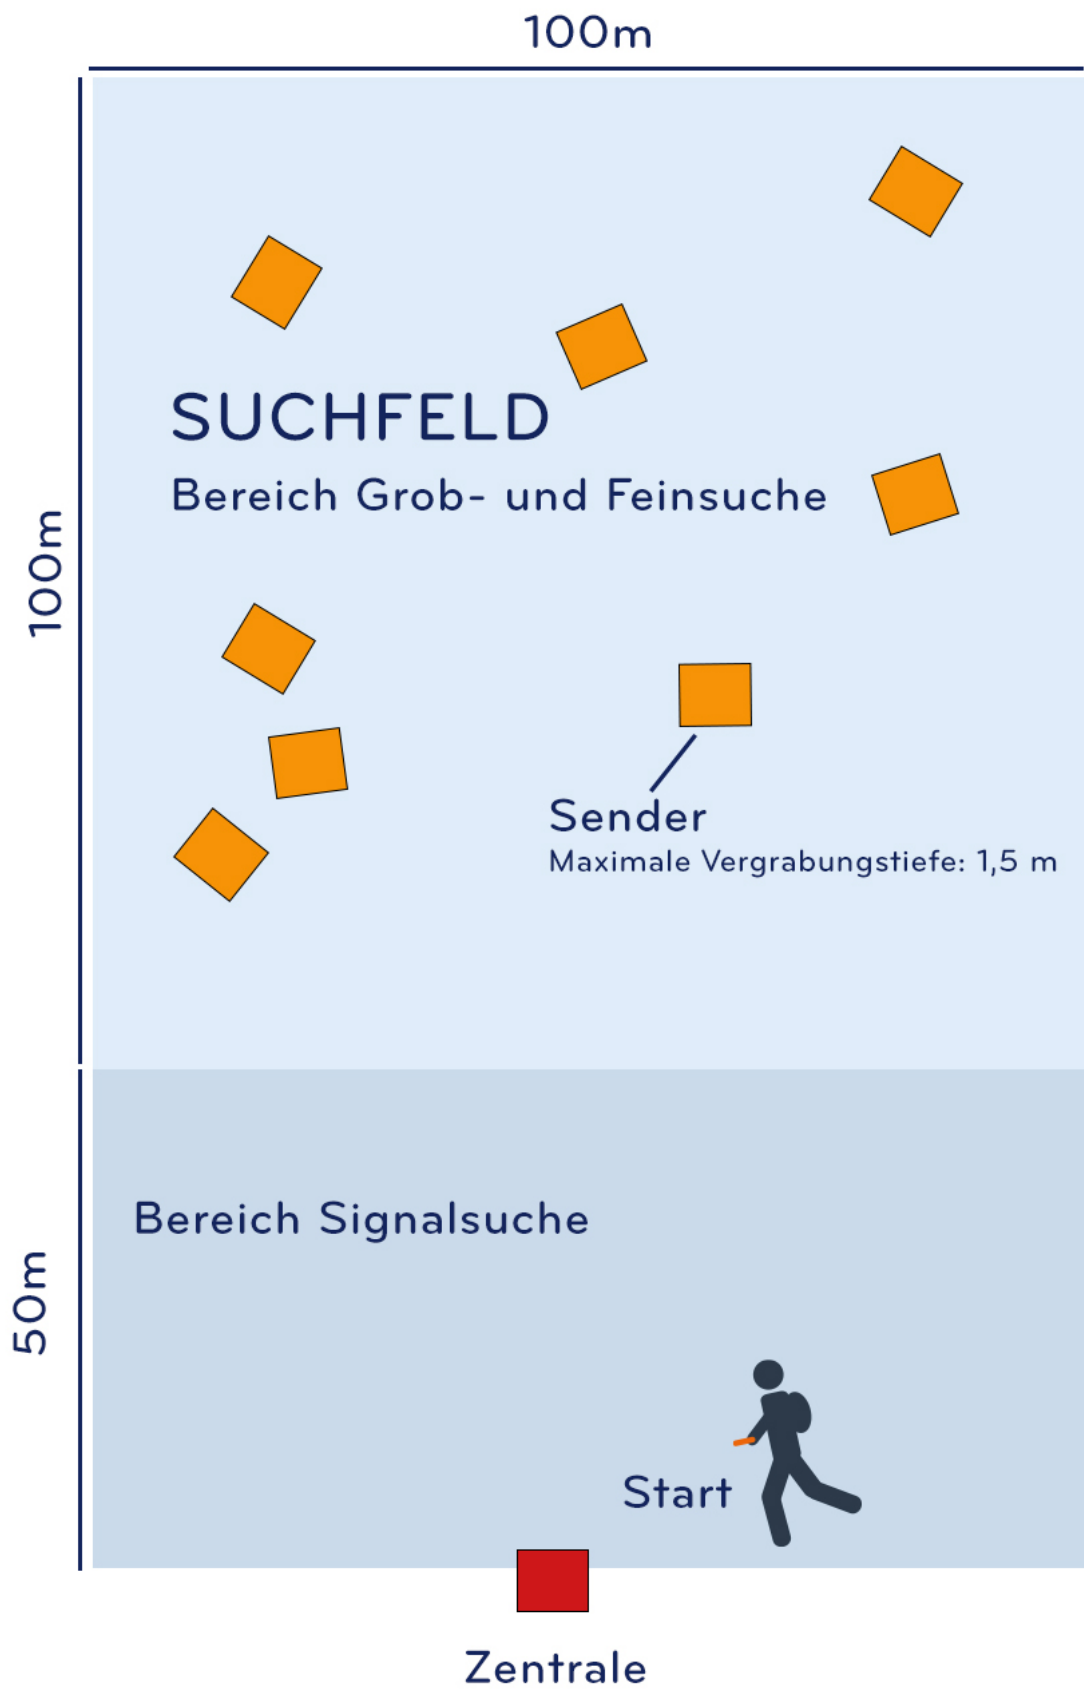 100m
SUCHFELD
Bereich Grob- und Feinsuche
100m
Sender
Maximale Vergrabungstiefe: 1,5 m
Bereich Signalsuche
50m
Start
Zentrale